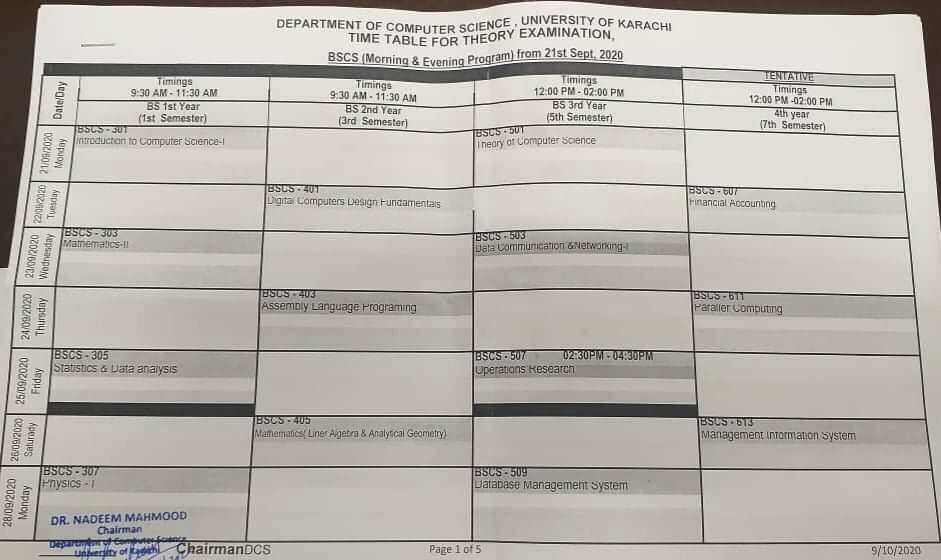 DEPARTMENT OF COMPUTER SCIENCE , UNIVERSITY OF KARACHI
TIME TABLE FOR THEORY EXAMINATION,
BSCS (Morning & Evening Program) from 21st Sept, 2020
TENTATIVE
Date/Day
Timings
9:30 AM - 11:30 AM
Timings
9:30 AM - 11:30 AM
Timings
12:00 PM - 02:00 PM
Timings
12:00 PM -02:00 PM
BS 1st Year
(1st Semester)
BS 2nd Year
(3rd Semester)
BS 3rd Year
(5th Semester)
4th year
(7th Semester)
21/09/2020
Monday
BSCS - 301
Introduction to Computer Science-I
BSCS - 501
Theory of Computer Science
22/09/2020
Tuesday
BSCS - 401
Digital Computers Design Fundamentals
BSCS - 607
Financial Accounting
23/09/2020
Wednesday
BSCS - 303
Mathematics-II
BSCS - 503
Data Communication &Networking-I
24/09/2020
Thursday
BSCS - 403
Assembly Language Programing
BSCS - 611
Paraller Computing
25/09/2020
Friday
BSCS - 305
Statistics & Data analysis
BSCS - 507 02:30PM - 04:30PM
Operations Research
26/09/2020
Saturady
BSCS - 405
Mathematics( Liner Algebra & Analytical Geometry)
BSCS - 613
Management Information System
28/09/2020
Monday
BSCS - 307
Physics - I
BSCS - 509
Database Management System
DR. NADEEM MAHMOOD
Chairman
Department of Computer Science
University of Karachi
ChairmanDCS
Page 1 of 5
9/10/2020